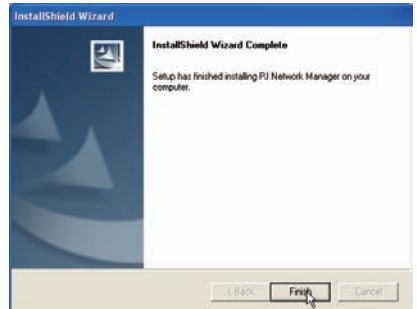 InstallShield Wizard
InstallShield Wizard Complete
Setup has finished installing PJ Network Manager on your
computer.
< Back
Finish
Cancel